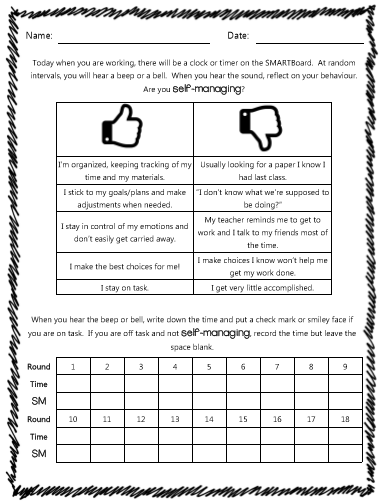 Name: Date:
Today when you are working, there will be a clock or timer on the SMARTBoard. At random
intervals, you will hear a beep or a bell. When you hear the sound, reflect on your behaviour.
Are you self-managing?
I'm organized, keeping tracking of my
time and my materials.
Usually looking for a paper I know I
had last class.
I stick to my goals/plans and make
adjustments when needed.
"I don't know what we're supposed to
be doing?"
I stay in control of my emotions and
don't easily get carried away.
My teacher reminds me to get to
work and I talk to my friends most of
the time.
I make the best choices for me!
I make choices I know won't help me
get my work done.
I stay on task.
I get very little accomplished.
When you hear the beep or bell, write down the time and put a check mark or smiley face if
you are on task. If you are off task and not self-managing, record the time but leave the
space blank.
Round 1 2 3 4 5 6 7 8 9
Time
SM
Round 10 11 12 13 14 15 16 17 18
Time
SM